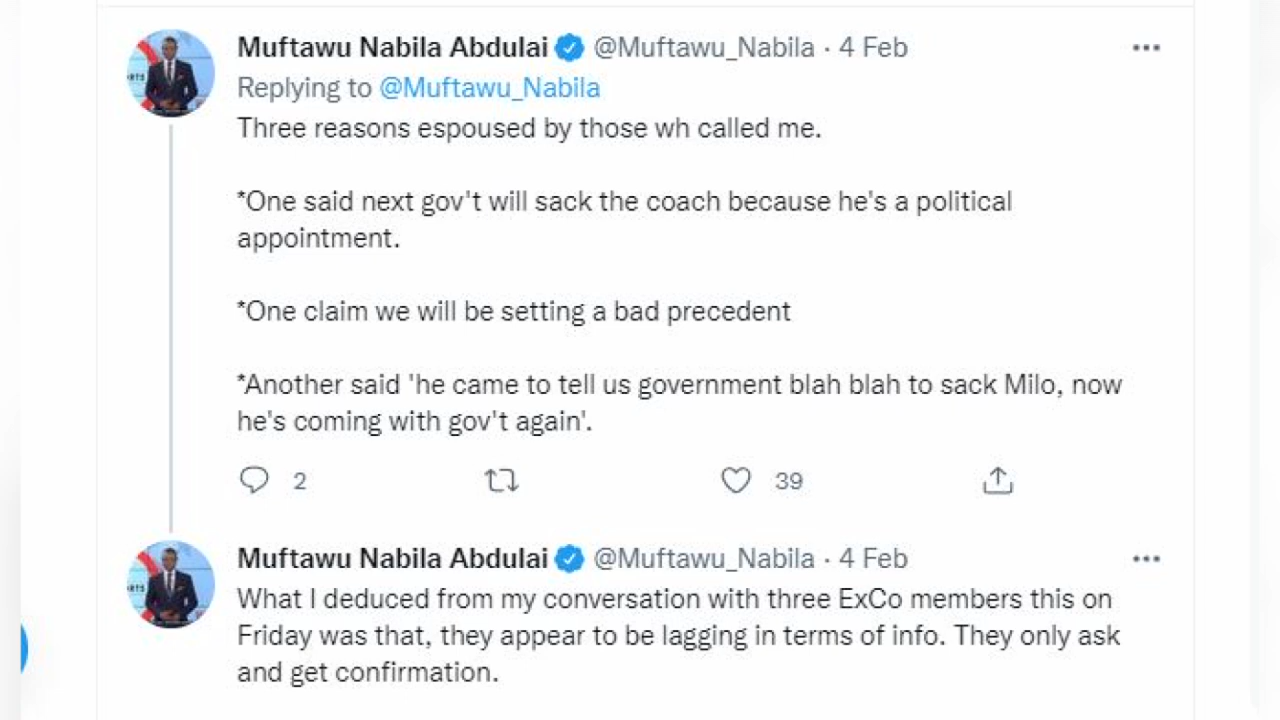 Muftawu Nabila Abdulai @Muftawu_Nabila · 4 Feb
Replying to @Muftawu_Nabila
Three reasons espoused by those wh called me.
*One said next gov't will sack the coach because he's a political
appointment.
*One claim we will be setting a bad precedent
*Another said 'he came to tell us government blah blah to sack Milo, now
he's coming with gov't again'.
2 39
Muftawu Nabila Abdulai @Muftawu_Nabila · 4 Feb
What I deduced from my conversation with three ExCo members this on
Friday was that, they appear to be lagging in terms of info. They only ask
and get confirmation.